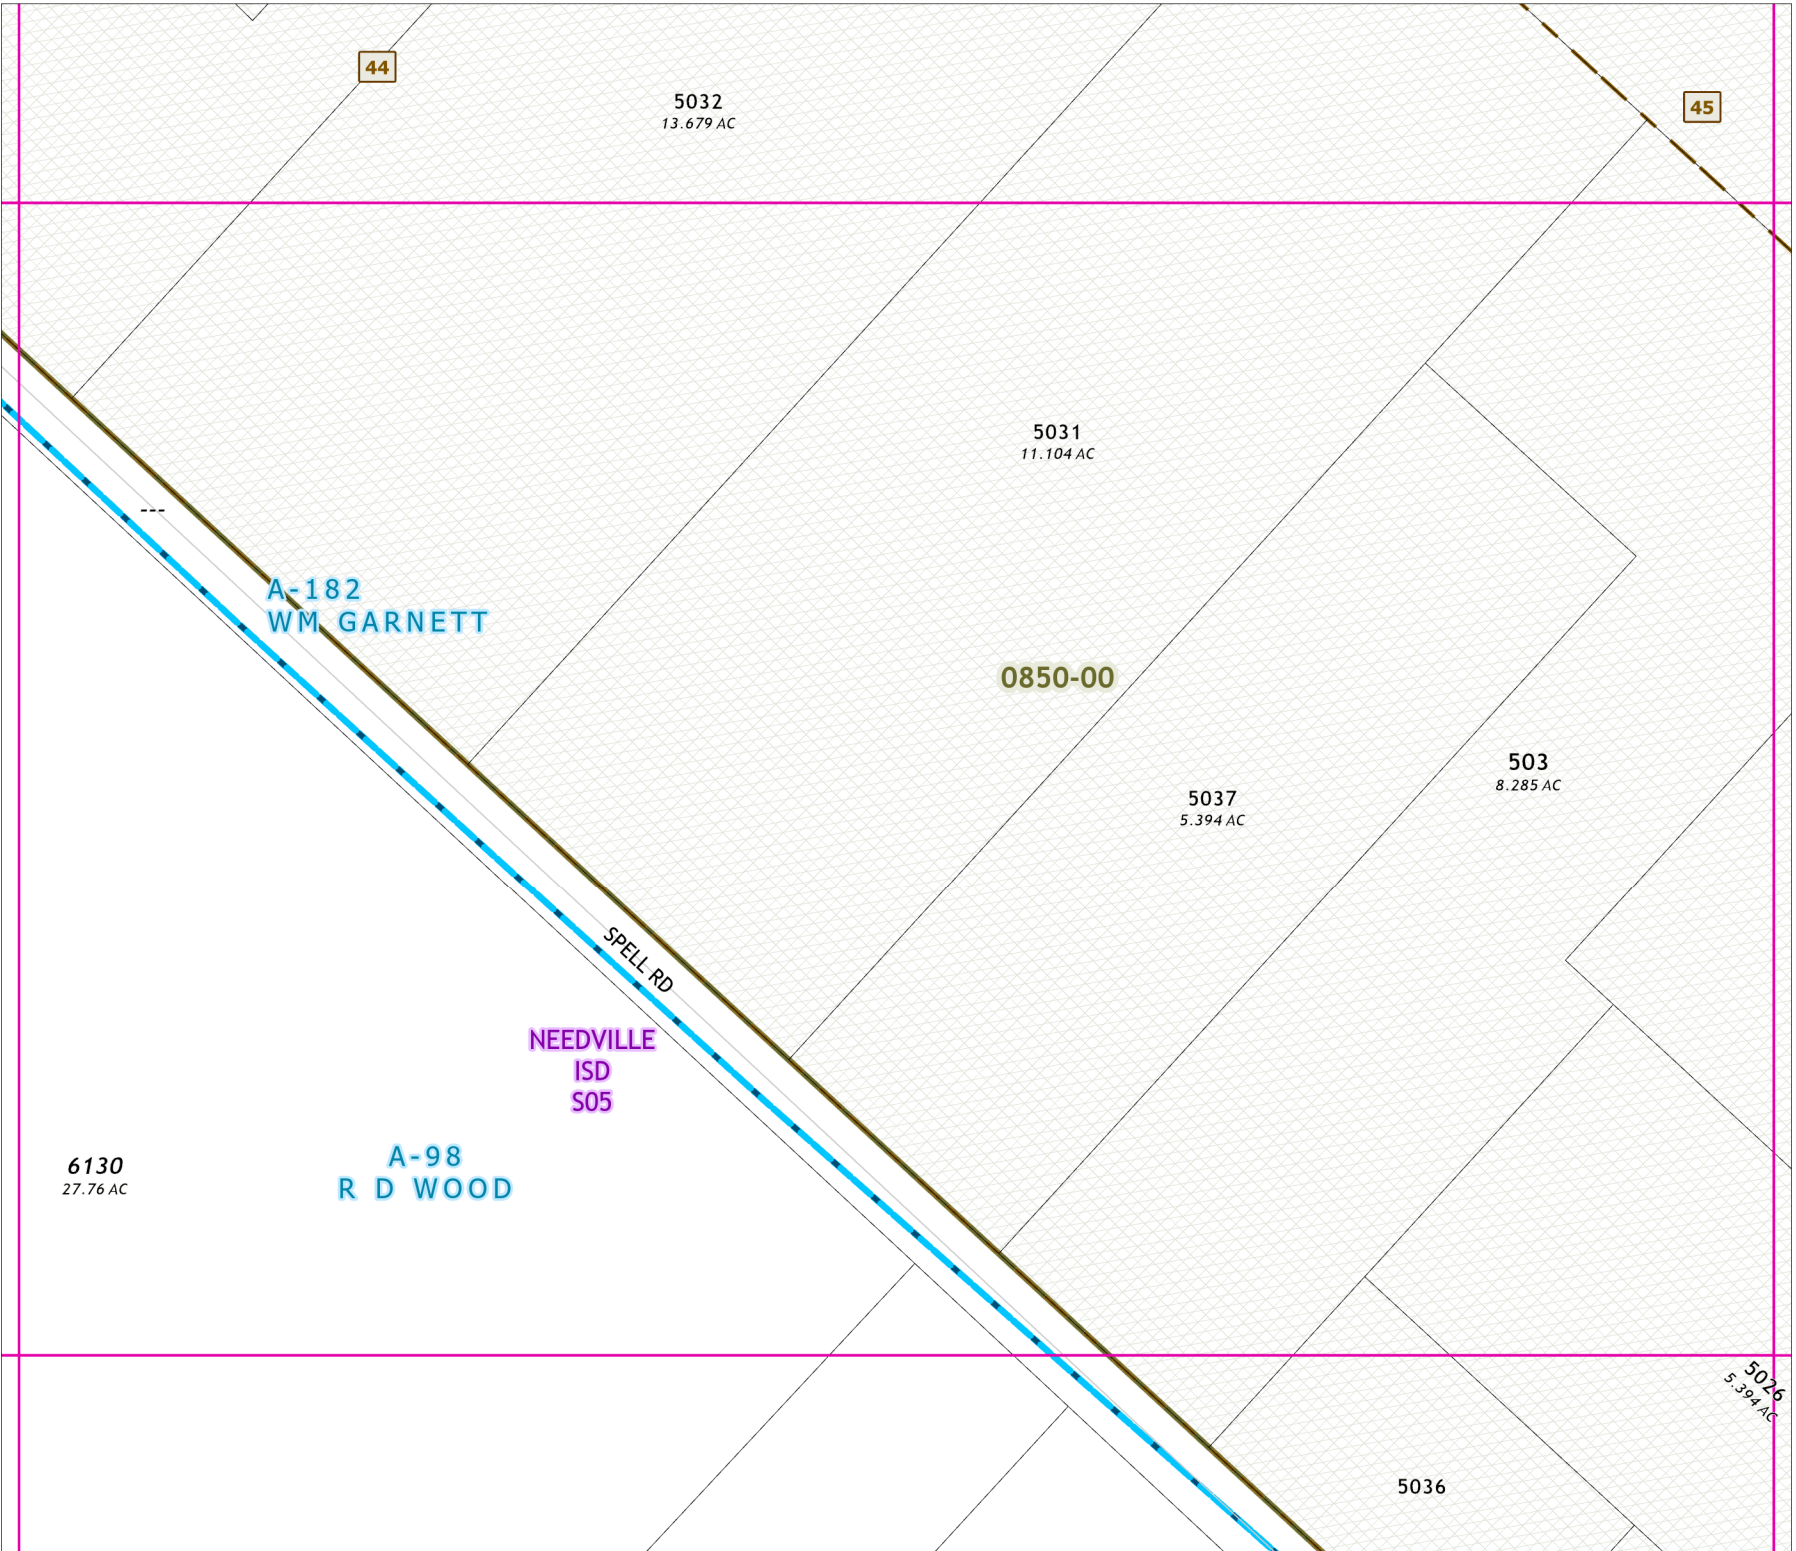 44
5032
13.679 AC
45
5031
11.104 AC
---
A-182
WM GARNETT
0850-00
503
8.285 AC
5037
5.394 AC
SPELL RD
NEEDVILLE
ISD
S05
A-98
R D WOOD
6130
27.76 AC
5026
5.394 AC
5036